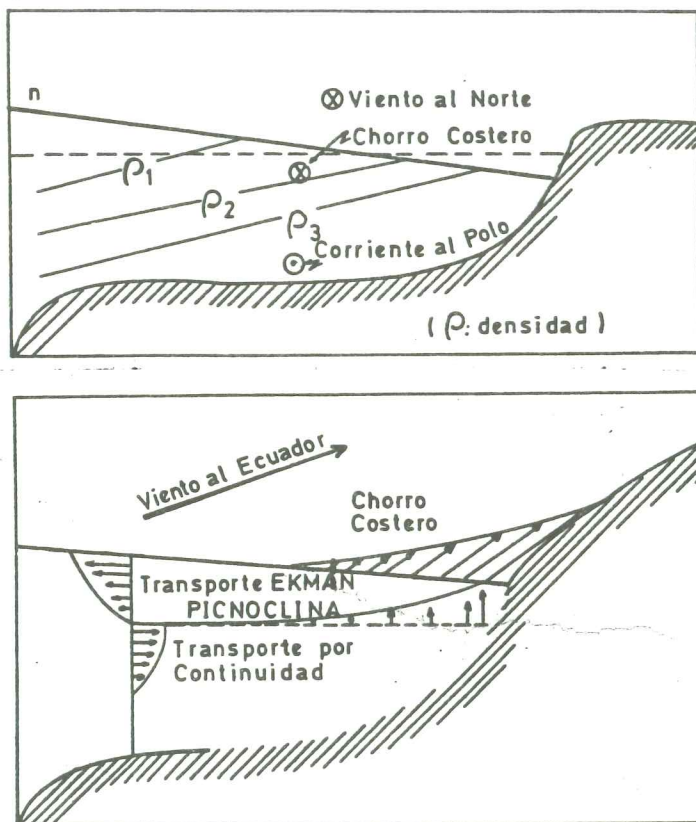 n
Viento al Norte
Chorro Costero
ρ1
ρ2
ρ3
Corriente al Polo
( ρ: densidad )
Viento al Ecuador
Chorro
Costero
Transporte EKMAN
PICNOCLINA
Transporte por
Continuidad